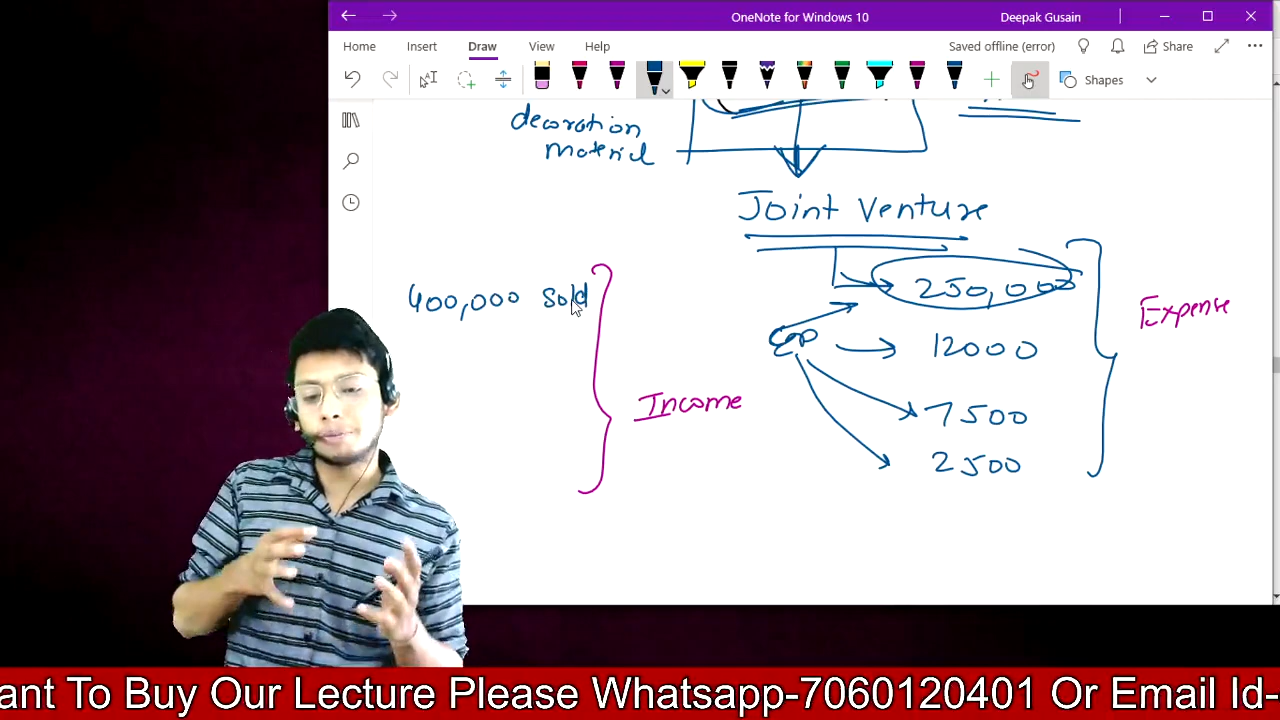 OneNote for Windows 10
Deepak Gusain
Home Insert Draw View Help
Saved offline (error)
Share
Shapes
decoration
material
Joint Venture
400,000 Sold
250,000
Expense
12000
Income
7500
2500
ant To Buy Our Lecture Please Whatsapp-7060120401 Or Email Id-